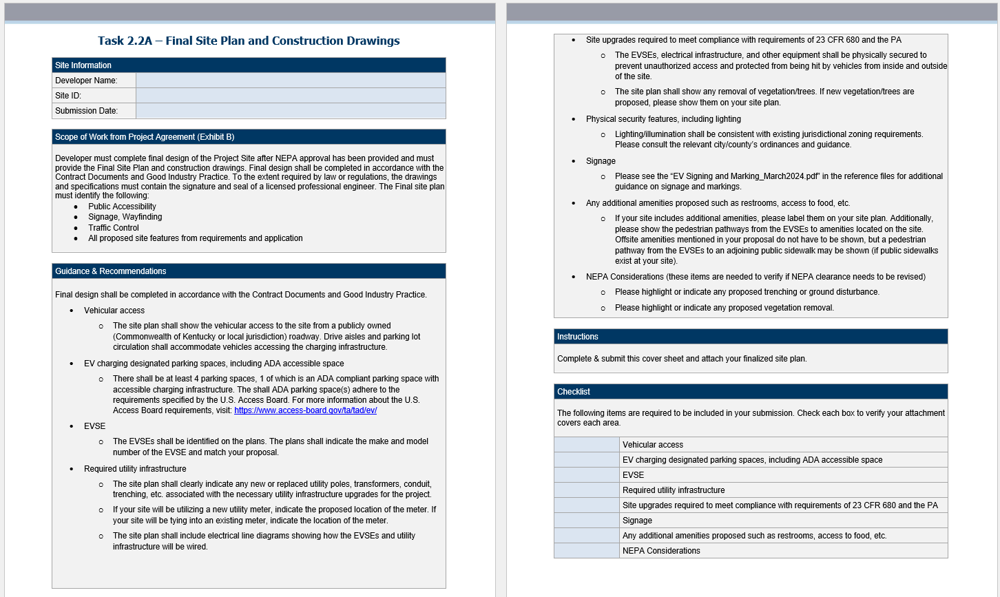 Task 2.2A – Final Site Plan and Construction Drawings
Site Information
Developer Name:
Site ID:
Submission Date:
Scope of Work from Project Agreement (Exhibit B)
Developer must complete final design of the Project Site after NEPA approval has been provided and must
provide the Final Site Plan and construction drawings. Final design shall be completed in accordance with the
Contract Documents and Good Industry Practice. To the extent required by law or regulations, the drawings
and specifications must contain the signature and seal of a licensed professional engineer. The Final site plan
must identify the following:
● Public Accessibility
● Signage, Wayfinding
● Traffic Control
● All proposed site features from requirements and application
Guidance & Recommendations
Final design shall be completed in accordance with the Contract Documents and Good Industry Practice.
• Vehicular access
o The site plan shall show the vehicular access to the site from a publicly owned
(Commonwealth of Kentucky or local jurisdiction) roadway. Drive aisles and parking lot
circulation shall accommodate vehicles accessing the charging infrastructure.
• EV charging designated parking spaces, including ADA accessible space
o There shall be at least 4 parking spaces, 1 of which is an ADA compliant parking space with
accessible charging infrastructure. The shall ADA parking space(s) adhere to the
requirements specified by the U.S. Access Board. For more information about the U.S.
Access Board requirements, visit: https://www.access-board.gov/ta/tad/ev/
• EVSE
o The EVSEs shall be identified on the plans. The plans shall indicate the make and model
number of the EVSE and match your proposal.
• Required utility infrastructure
o The site plan shall clearly indicate any new or replaced utility poles, transformers, conduit,
trenching, etc. associated with the necessary utility infrastructure upgrades for the project.
o If your site will be utilizing a new utility meter, indicate the proposed location of the meter. If
your site will be tying into an existing meter, indicate the location of the meter.
o The site plan shall include electrical line diagrams showing how the EVSEs and utility
infrastructure will be wired.
• Site upgrades required to meet compliance with requirements of 23 CFR 680 and the PA
o The EVSEs, electrical infrastructure, and other equipment shall be physically secured to
prevent unauthorized access and protected from being hit by vehicles from inside and outside
of the site.
o The site plan shall show any removal of vegetation/trees. If new vegetation/trees are
proposed, please show them on your site plan.
• Physical security features, including lighting
o Lighting/illumination shall be consistent with existing jurisdictional zoning requirements.
Please consult the relevant city/county’s ordinances and guidance.
• Signage
o Please see the “EV Signing and Marking_March2024.pdf” in the reference files for additional
guidance on signage and markings.
• Any additional amenities proposed such as restrooms, access to food, etc.
o If your site includes additional amenities, please label them on your site plan. Additionally,
please show the pedestrian pathways from the EVSEs to amenities located on the site.
Offsite amenities mentioned in your proposal do not have to be shown, but a pedestrian
pathway from the EVSEs to an adjoining public sidewalk may be shown (if public sidewalks
exist at your site).
• NEPA Considerations (these items are needed to verify if NEPA clearance needs to be revised)
o Please highlight or indicate any proposed trenching or ground disturbance.
o Please highlight or indicate any proposed vegetation removal.
Instructions
Complete & submit this cover sheet and attach your finalized site plan.
Checklist
The following items are required to be included in your submission. Check each box to verify your attachment
covers each area.
Vehicular access
EV charging designated parking spaces, including ADA accessible space
EVSE
Required utility infrastructure
Site upgrades required to meet compliance with requirements of 23 CFR 680 and the PA
Signage
Any additional amenities proposed such as restrooms, access to food, etc.
NEPA Considerations